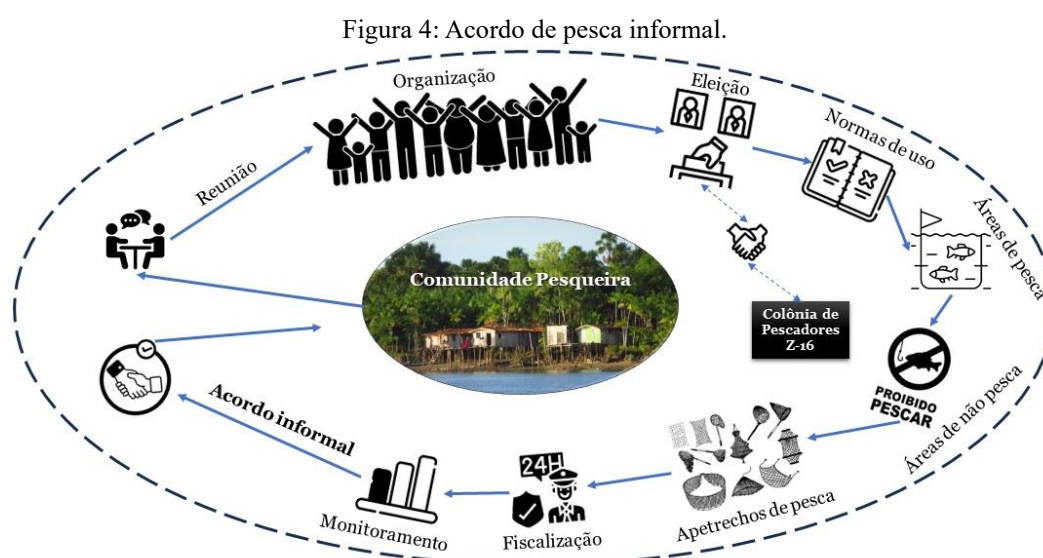 Figura 4: Acordo de pesca informal.
Organização
Eleição
Normas de uso
Reunião
Áreas de pesca
Comunidade Pesqueira
Colônia de
Pescadores
Z-16
PROIBIDO
PESCAR
Áreas de não pesca
Acordo informal
24H
Apetrechos de pesca
Fiscalização
Monitoramento